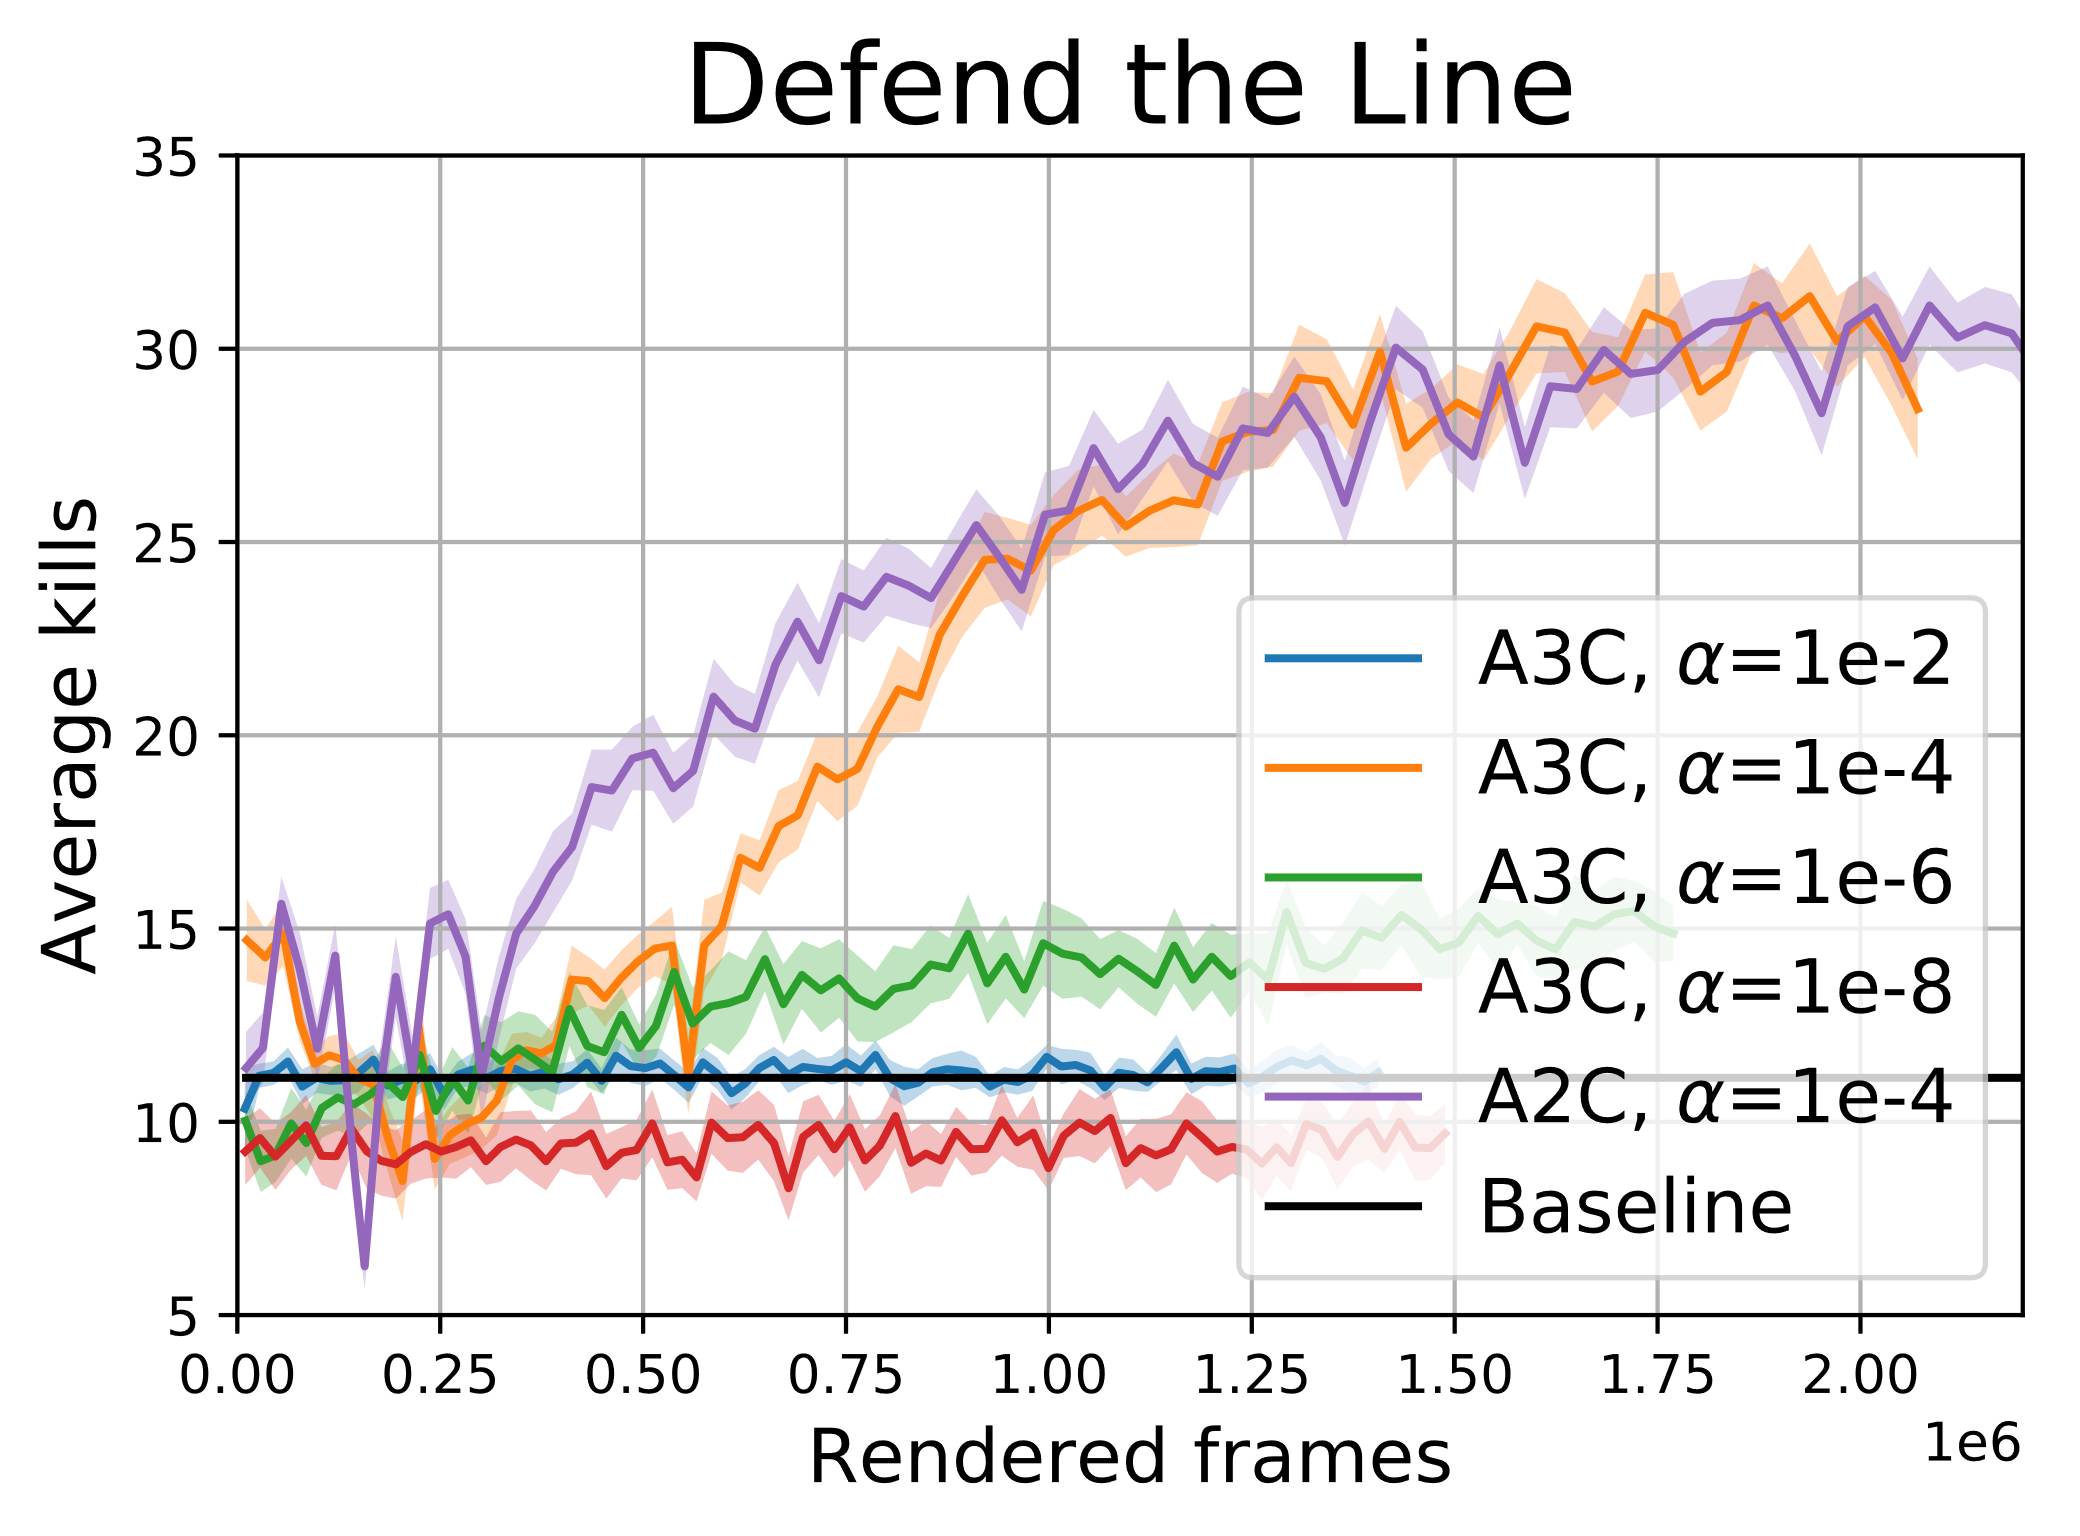 Defend the Line
35
30
25
20
15
10
5
Average kills
A3C, α=1e-2
A3C, α=1e-4
A3C, α=1e-6
A3C, α=1e-8
A2C, α=1e-4
Baseline
0.00 0.25 0.50 0.75 1.00 1.25 1.50 1.75 2.00
1e6
Rendered frames